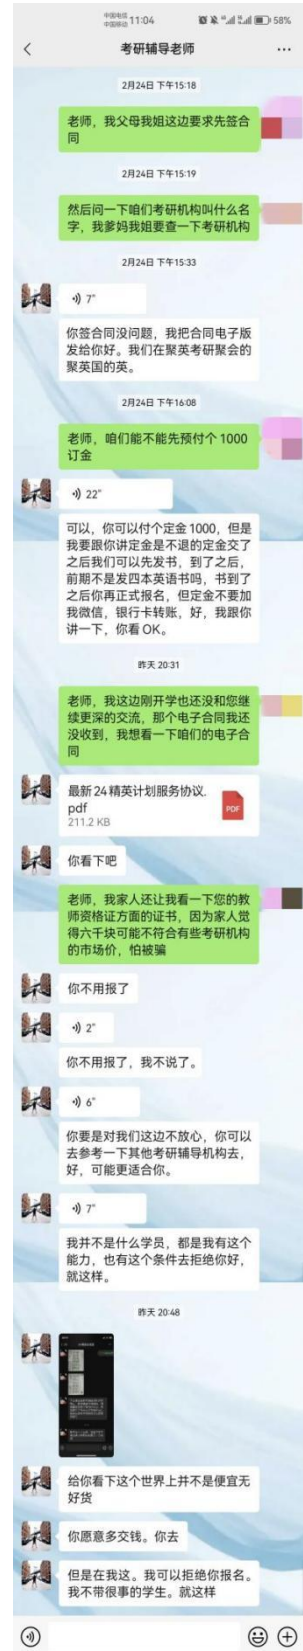 中国电信
中国移动 11:04
58%
考研辅导老师
2月24日 下午15:18
老师，我父母我姐这边要求先签合
同
2月24日 下午15:19
然后问一下咱们考研机构叫什么名
字，我爹妈我姐要查一下考研机构
2月24日 下午15:33
7"
你签合同没问题，我把合同电子版
发给你好。我们在聚英考研聚会的
聚英国的英。
2月24日 下午16:08
老师，咱们能不能先预付个 1000
订金
22"
可以，你可以付个定金1000，但是
我要跟你讲定金是不退的定金交了
之后我们可以先发书，到了之后，
前期不是发四本英语书吗，书到了
之后你再正式报名，但定金不要加
我微信，银行卡转账，好，我跟你
讲一下，你看OK。
昨天 20:31
老师，我这边刚开学也还没和您继
续更深的交流，那个电子合同我还
没收到，我想看一下咱们的电子合
同
最新24精英计划服务协议.
pdf
211.2 KB
PDF
你看下吧
老师，我家人还让我看一下您的教
师资格证方面的证书，因为家人觉
得六千块可能不符合有些考研机构
的市场价，怕被骗
你不用报了
2"
你不用报了，我不说了。
6"
你要是对我们这边不放心，你可以
去参考一下其他考研辅导机构去，
好，可能更适合你。
7"
我并不是什么学员，都是我有这个
能力，也有这个条件去拒绝你好，
就这样。
昨天 20:48
给你看下这个世界上并不是便宜无
好货
你愿意多交钱。你去
但是在我这。我可以拒绝你报名。
我不带很事的学生。就这样